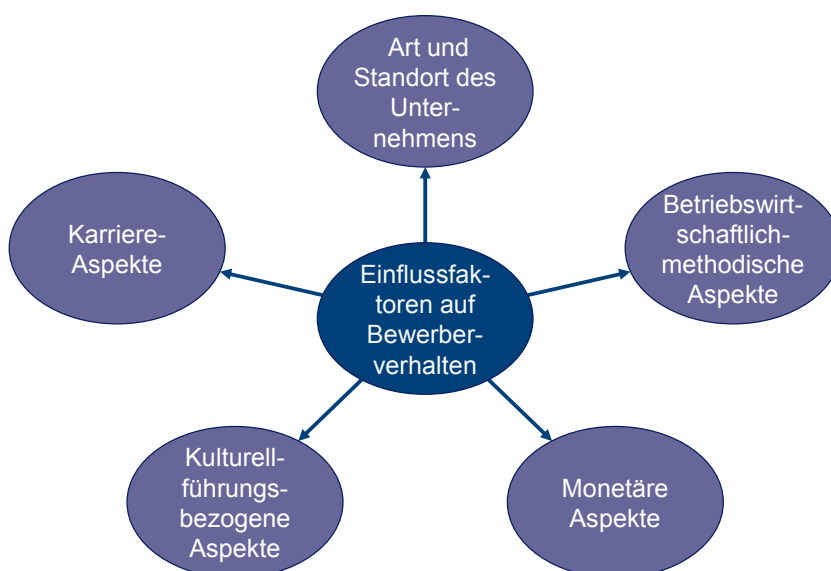 Art und
Standort des
Unter-
nehmens
Karriere-
Aspekte
Betriebswirt-
schaftlich-
methodische
Aspekte
Einflussfak-
toren auf
Bewerber-
verhalten
Kulturell-
führungs-
bezogene
Aspekte
Monetäre
Aspekte